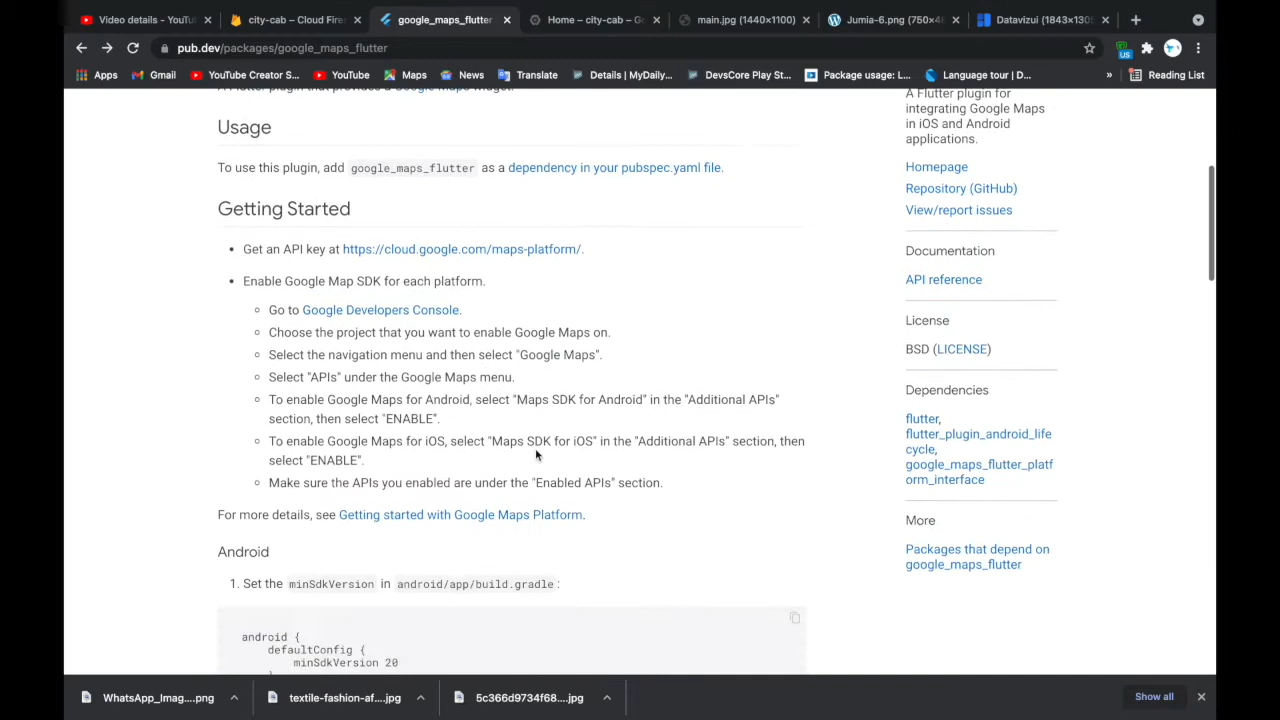 Video details - YouTu
city-cab – Cloud Firest
google_maps_flutter
Home – city-cab – Go
main.jpg (1440×1100)
Jumia-6.png (750×48
Datavizui (1843×1305
pub.dev/packages/google_maps_flutter
US
Apps
Gmail
YouTube Creator S...
YouTube
Maps
News
Translate
Details | MyDaily...
DevsCore Play St...
Package usage: L...
Language tour | D...
»
Reading List
A Flutter plugin that provides a Google Maps widget.
Usage
To use this plugin, add google_maps_flutter as a dependency in your pubspec.yaml file.
Getting Started
• Get an API key at https://cloud.google.com/maps-platform/.
• Enable Google Map SDK for each platform.
◦ Go to Google Developers Console.
◦ Choose the project that you want to enable Google Maps on.
◦ Select the navigation menu and then select "Google Maps".
◦ Select "APIs" under the Google Maps menu.
◦ To enable Google Maps for Android, select "Maps SDK for Android" in the "Additional APIs"
section, then select "ENABLE".
◦ To enable Google Maps for iOS, select "Maps SDK for iOS" in the "Additional APIs" section, then
select "ENABLE".
◦ Make sure the APIs you enabled are under the "Enabled APIs" section.
For more details, see Getting started with Google Maps Platform.
Android
1. Set the minSdkVersion in android/app/build.gradle:
android {
defaultConfig {
minSdkVersion 20
A Flutter plugin for
integrating Google Maps
in iOS and Android
applications.
Homepage
Repository (GitHub)
View/report issues
Documentation
API reference
License
BSD (LICENSE)
Dependencies
flutter,
flutter_plugin_android_life
cycle,
google_maps_flutter_platf
orm_interface
More
Packages that depend on
google_maps_flutter
WhatsApp_Imag....png
textile-fashion-af....jpg
5c366d9734f68....jpg
Show all